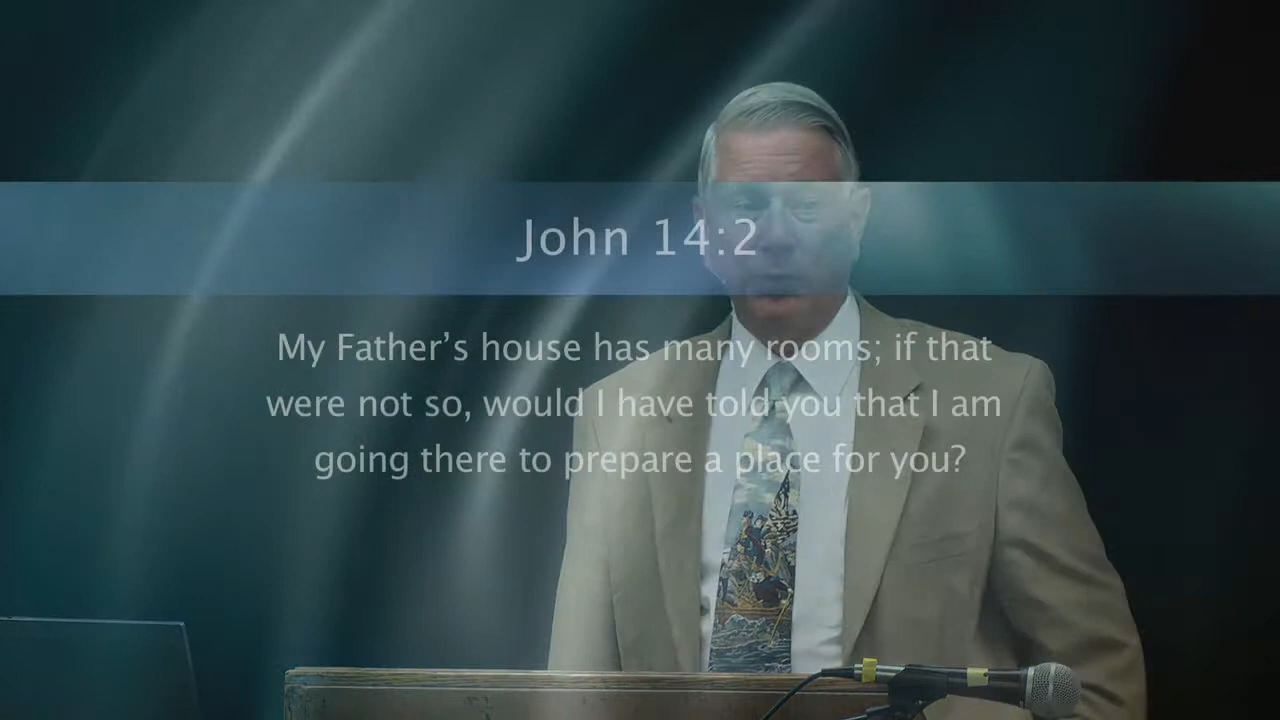 John 14:2
My Father’s house has many rooms; if that
were not so, would I have told you that I am
going there to prepare a place for you?